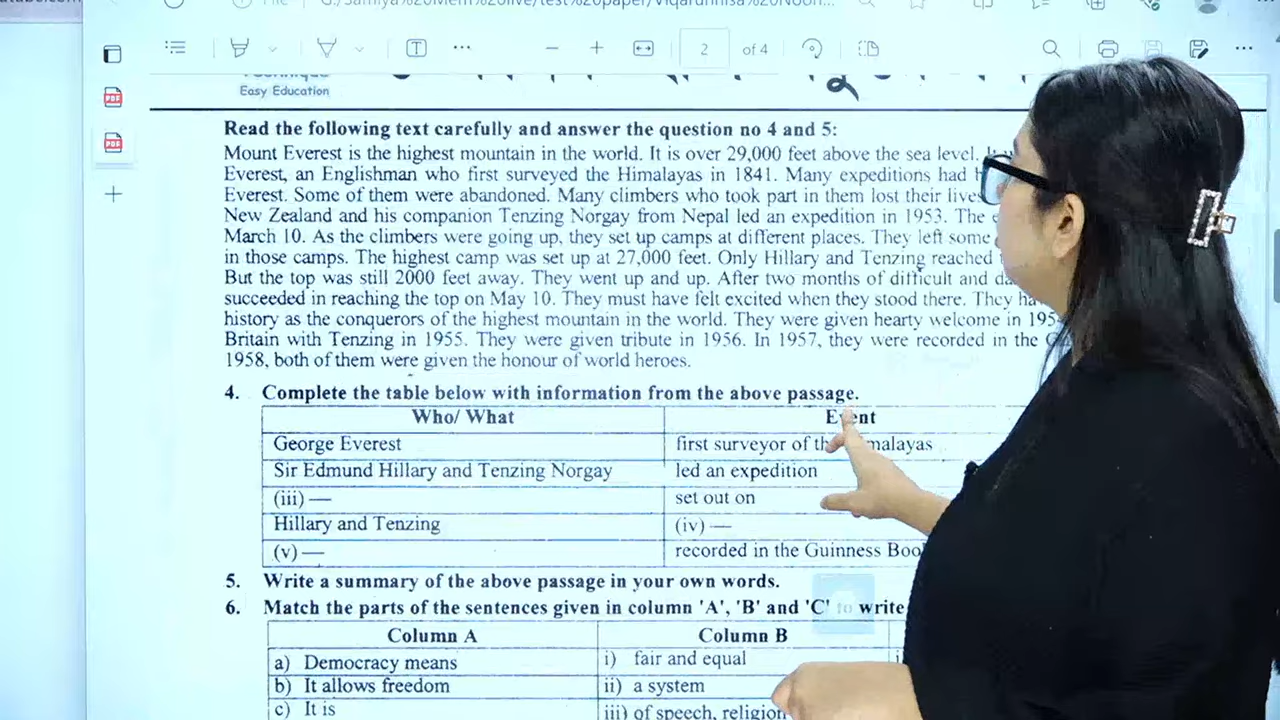 2 of 4
Easy Education
Read the following text carefully and answer the question no 4 and 5:
Mount Everest is the highest mountain in the world. It is over 29,000 feet above the sea level.
Everest, an Englishman who first surveyed the Himalayas in 1841. Many expeditions had
Everest. Some of them were abandoned. Many climbers who took part in them lost their lives
New Zealand and his companion Tenzing Norgay from Nepal led an expedition in 1953. The
March 10. As the climbers were going up, they set up camps at different places. They left some
in those camps. The highest camp was set up at 27,000 feet. Only Hillary and Tenzing reached
But the top was still 2000 feet away. They went up and up. After two months of difficult and
succeeded in reaching the top on May 10. They must have felt excited when they stood there. They
history as the conquerors of the highest mountain in the world. They were given hearty welcome in
Britain with Tenzing in 1955. They were given tribute in 1956. In 1957, they were recorded in the
1958, both of them were given the honour of world heroes.
4. Complete the table below with information from the above passage.
Who/ What Event
George Everest first surveyor of the Himalayas
Sir Edmund Hillary and Tenzing Norgay led an expedition
(iii) — set out on
Hillary and Tenzing (iv) —
(v) — recorded in the Guinness
5. Write a summary of the above passage in your own words.
6. Match the parts of the sentences given in column 'A', 'B' and 'C' to write
Column A Column B
a) Democracy means i) fair and equal
b) It allows freedom ii) a system
c) It is iii) of speech, religion